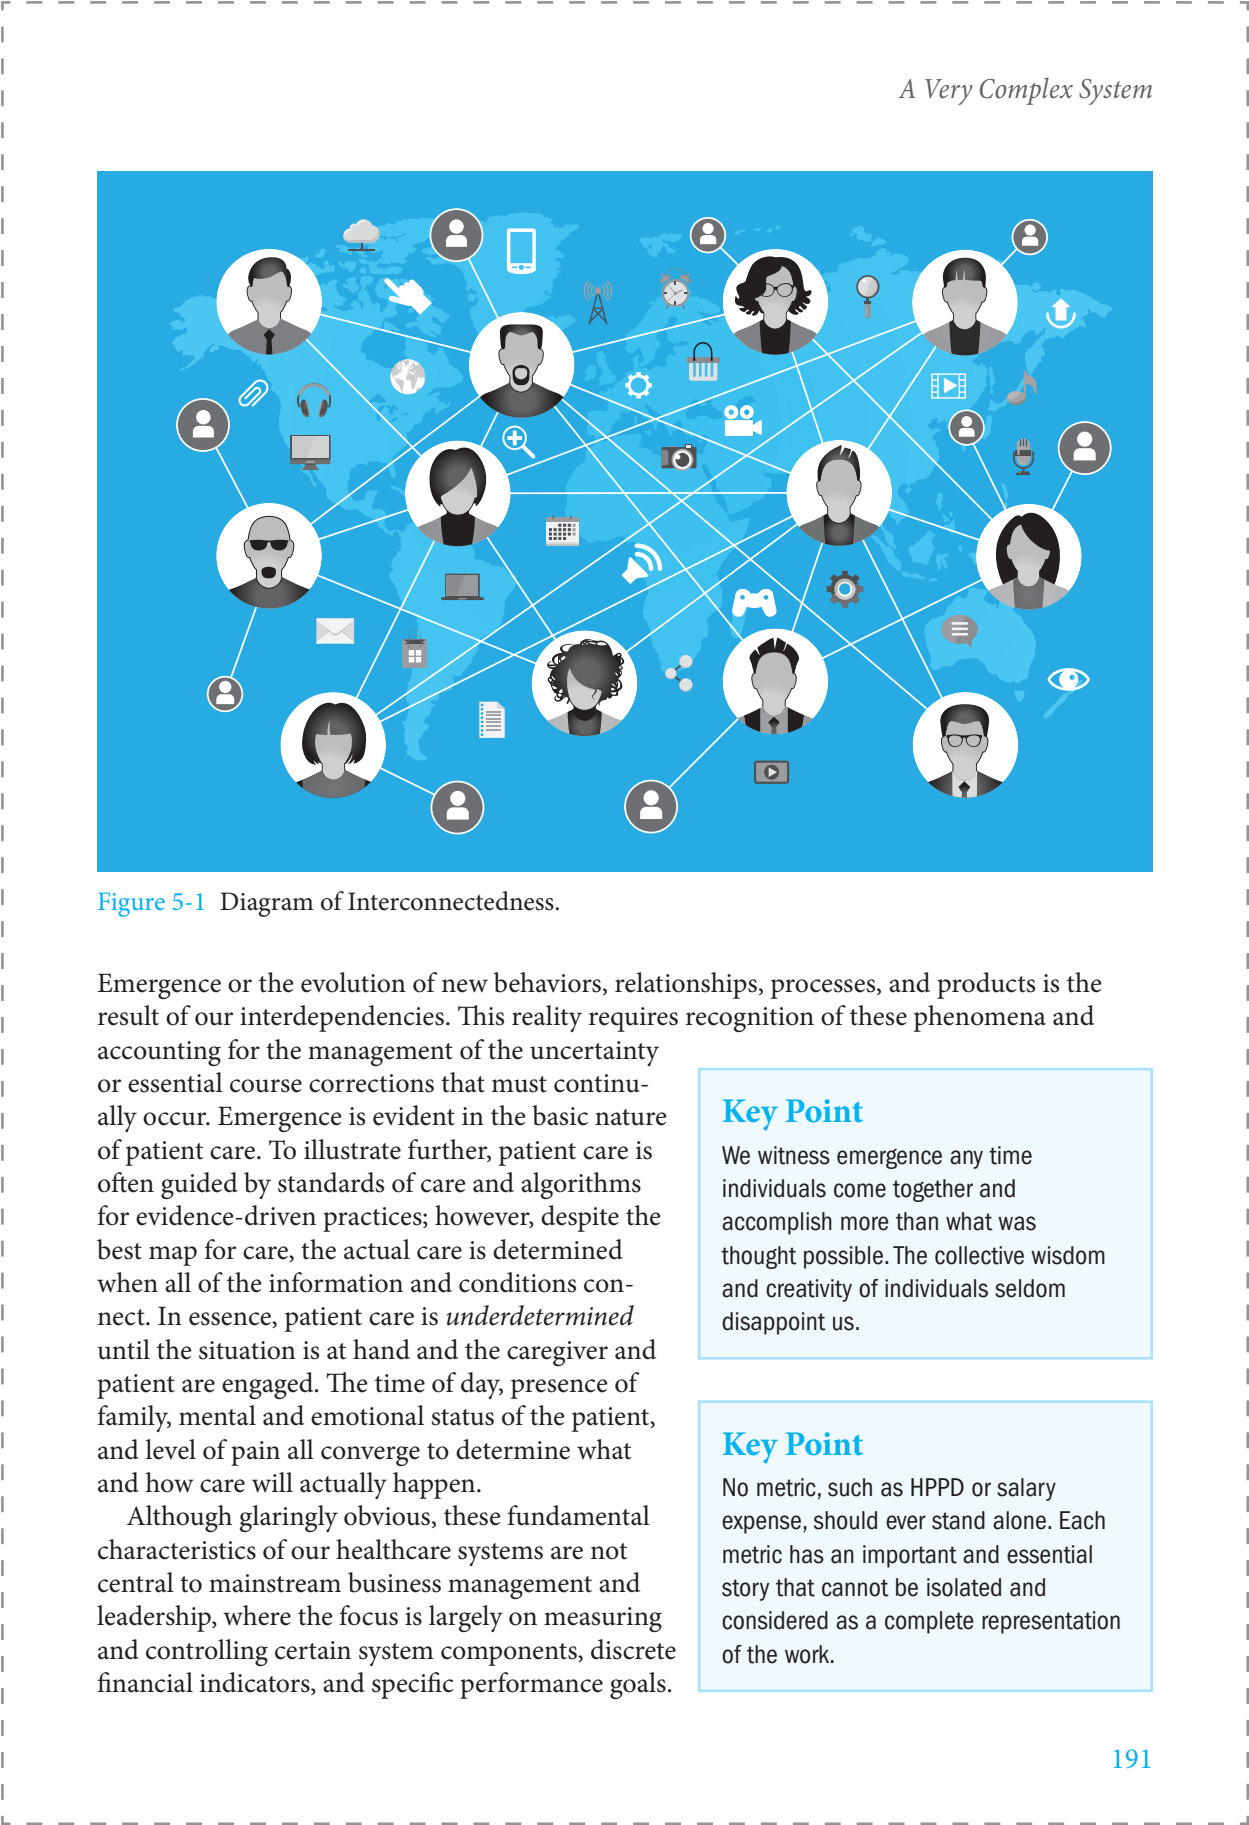 A Very Complex System
Figure 5-1 Diagram of Interconnectedness.
Emergence or the evolution of new behaviors, relationships, processes, and products is the
result of our interdependencies. This reality requires recognition of these phenomena and
accounting for the management of the uncertainty
or essential course corrections that must continu-
ally occur. Emergence is evident in the basic nature
of patient care. To illustrate further, patient care is
often guided by standards of care and algorithms
for evidence-driven practices; however, despite the
best map for care, the actual care is determined
when all of the information and conditions con-
nect. In essence, patient care is underdetermined
until the situation is at hand and the caregiver and
patient are engaged. The time of day, presence of
family, mental and emotional status of the patient,
and level of pain all converge to determine what
and how care will actually happen.
Although glaringly obvious, these fundamental
characteristics of our healthcare systems are not
central to mainstream business management and
leadership, where the focus is largely on measuring
and controlling certain system components, discrete
financial indicators, and specific performance goals.
Key Point
We witness emergence any time
individuals come together and
accomplish more than what was
thought possible. The collective wisdom
and creativity of individuals seldom
disappoint us.
Key Point
No metric, such as HPPD or salary
expense, should ever stand alone. Each
metric has an important and essential
story that cannot be isolated and
considered as a complete representation
of the work.
191